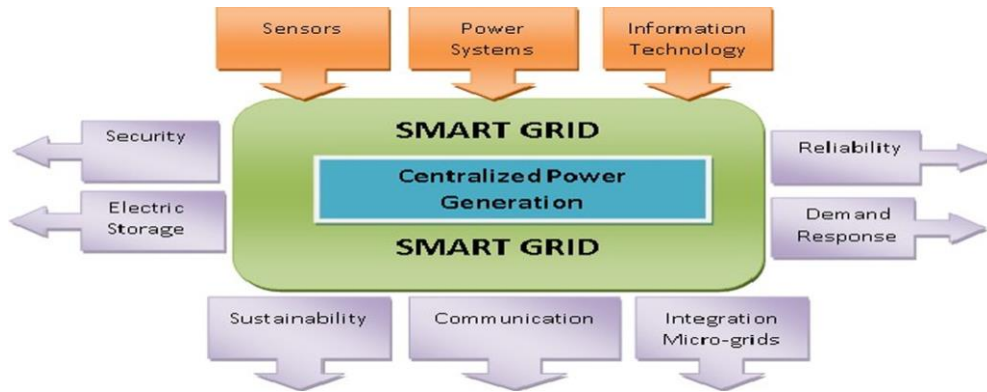 Sensors
Power
Systems
Information
Technology
SMART GRID
Centralized Power
Generation
SMART GRID
Security
Electric
Storage
Reliability
Demand
Response
Sustainability
Communication
Integration
Micro-grids